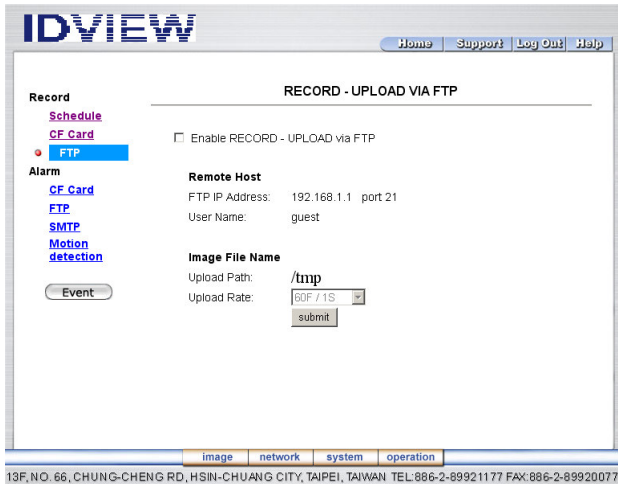 IDVIEW
Home Support Log Out Help
Record
Schedule
CF Card
FTP
Alarm
CF Card
FTP
SMTP
Motion
detection
Event
RECORD - UPLOAD VIA FTP
Enable RECORD - UPLOAD via FTP
Remote Host
FTP IP Address: 192.168.1.1 port 21
User Name: guest
Image File Name
Upload Path: /tmp
Upload Rate: 60F / 1S
submit
image network system operation
13F, NO. 66, CHUNG-CHENG RD, HSIN-CHUANG CITY, TAIPEI, TAIWAN TEL:886-2-89921177 FAX:886-2-89920077